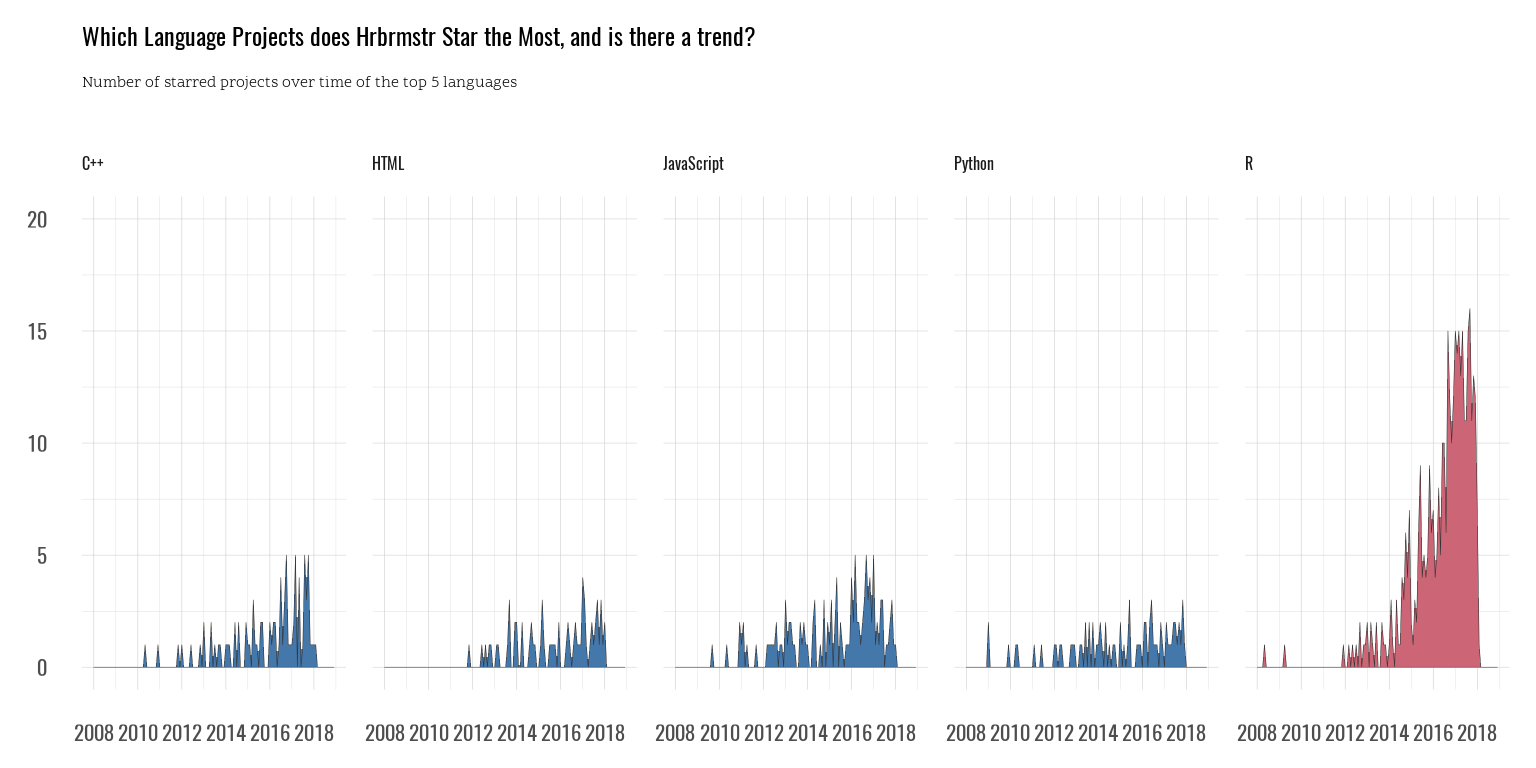 Which Language Projects does Hrbrmstr Star the Most, and is there a trend?
Number of starred projects over time of the top 5 languages
C++ HTML JavaScript Python R
20
15
10
5
0
2008 2010 2012 2014 2016 2018 2008 2010 2012 2014 2016 2018 2008 2010 2012 2014 2016 2018 2008 2010 2012 2014 2016 2018 2008 2010 2012 2014 2016 2018